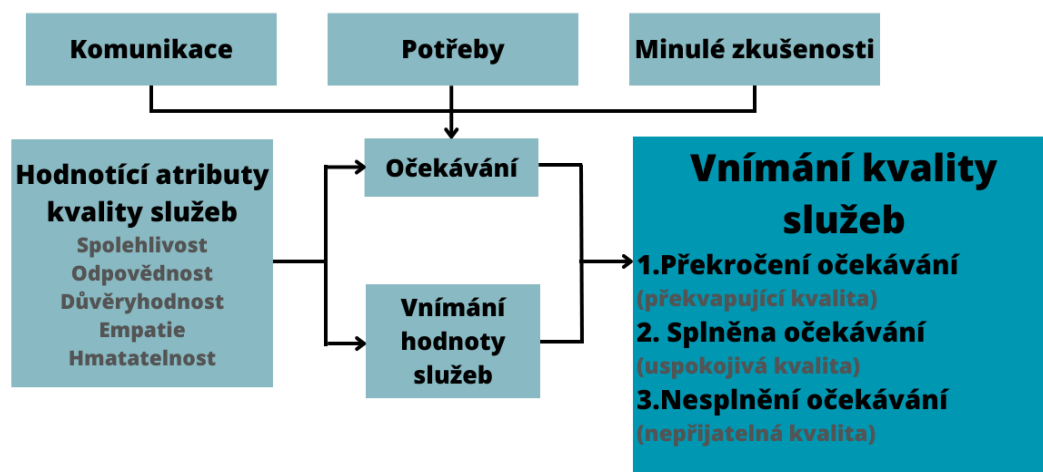 Komunikace
Potřeby
Minulé zkušenosti
Hodnotící atributy
kvality služeb
Spolehlivost
Odpovědnost
Důvěryhodnost
Empatie
Hmatatelnost
Očekávání
Vnímání
hodnoty
služeb
Vnímání kvality
služeb
1.Překročení očekávání
(překvapující kvalita)
2. Splněna očekávání
(uspokojivá kvalita)
3.Nesplnění očekávání
(nepřijatelná kvalita)